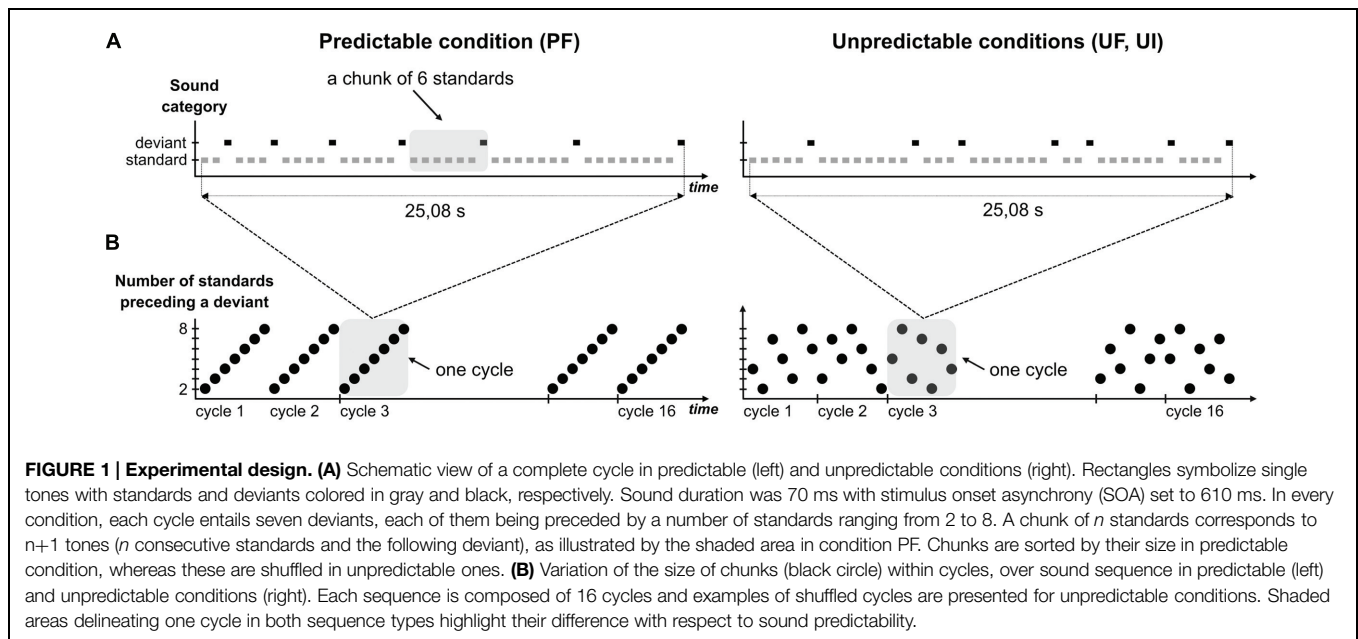 A
Predictable condition (PF)
Unpredictable conditions (UF, UI)
a chunk of 6 standards
Sound
category
deviant
standard
time
25,08 s
25,08 s
B
Number of standards
preceding a deviant
8
2
one cycle
one cycle
cycle 1 cycle 2 cycle 3 cycle 16 time
cycle 1 cycle 2 cycle 3 cycle 16
FIGURE 1 | Experimental design. (A) Schematic view of a complete cycle in predictable (left) and unpredictable conditions (right). Rectangles symbolize single
tones with standards and deviants colored in gray and black, respectively. Sound duration was 70 ms with stimulus onset asynchrony (SOA) set to 610 ms. In every
condition, each cycle entails seven deviants, each of them being preceded by a number of standards ranging from 2 to 8. A chunk of n standards corresponds to
n+1 tones (n consecutive standards and the following deviant), as illustrated by the shaded area in condition PF. Chunks are sorted by their size in predictable
condition, whereas these are shuffled in unpredictable ones. (B) Variation of the size of chunks (black circle) within cycles, over sound sequence in predictable (left)
and unpredictable conditions (right). Each sequence is composed of 16 cycles and examples of shuffled cycles are presented for unpredictable conditions. Shaded
areas delineating one cycle in both sequence types highlight their difference with respect to sound predictability.